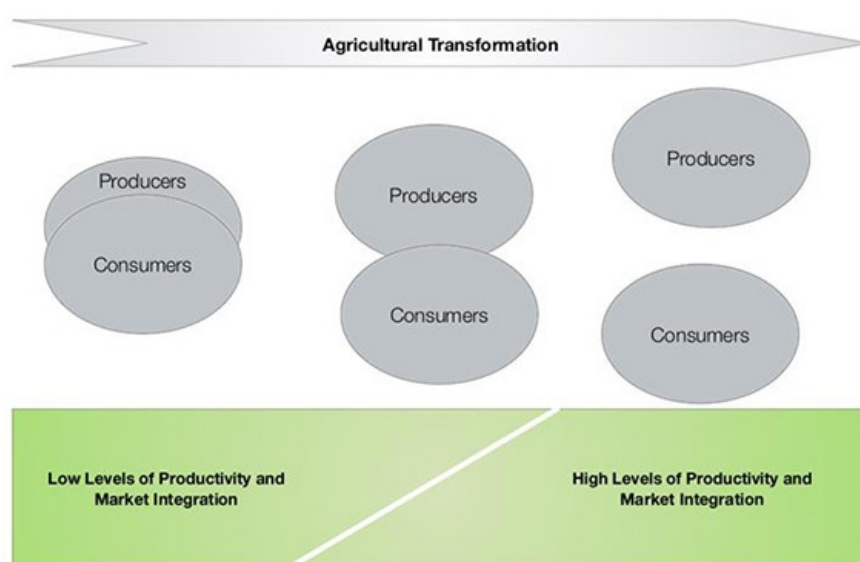 Agricultural Transformation
Producers
Consumers
Producers
Consumers
Producers
Consumers
Low Levels of Productivity and
Market Integration
High Levels of Productivity and
Market Integration